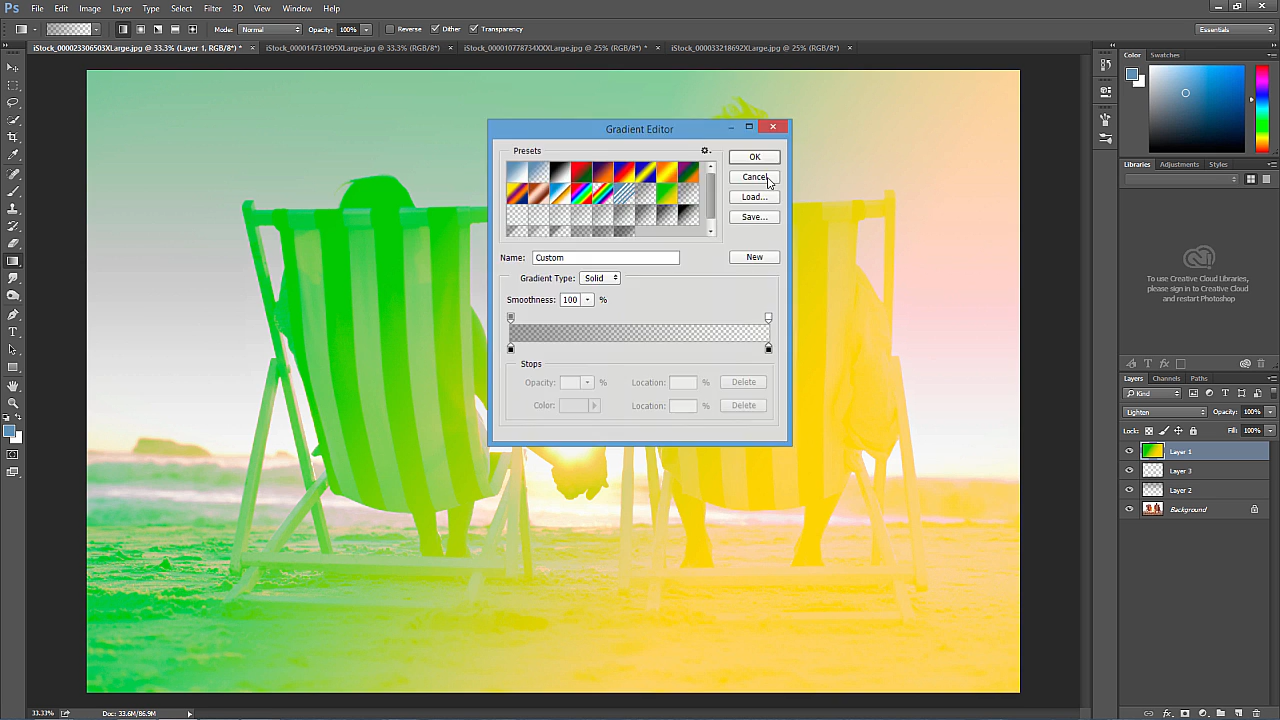 Ps File Edit Image Layer Type Select Filter 3D View Window Help
Mode: Normal Opacity: 100% Reverse Dither Transparency Essentials
iStock_000023306503XLarge.jpg @ 33.3% (Layer 1, RGB/8*) * × iStock_000014731095XLarge.jpg @ 33.3% (RGB/8*) × iStock_000010778734XXXLarge.jpg @ 25% (RGB/8*) × iStock_000033218692XLarge.jpg @ 25% (RGB/8*) ×
Color Swatches
Gradient Editor
Presets
OK
Cancel
Load...
Save...
Name: Custom New
Gradient Type: Solid
Smoothness: 100 %
Stops
Opacity: % Location: % Delete
Color: Location: % Delete
Libraries Adjustments Styles
To use Creative Cloud Libraries,
please sign in to Creative Cloud
and restart Photoshop
Layers Channels Paths
Kind
Lighten Opacity: 100%
Lock: Fill: 100%
Layer 1
Layer 3
Layer 2
Background
33.33% Doc: 33.6M/86.9M